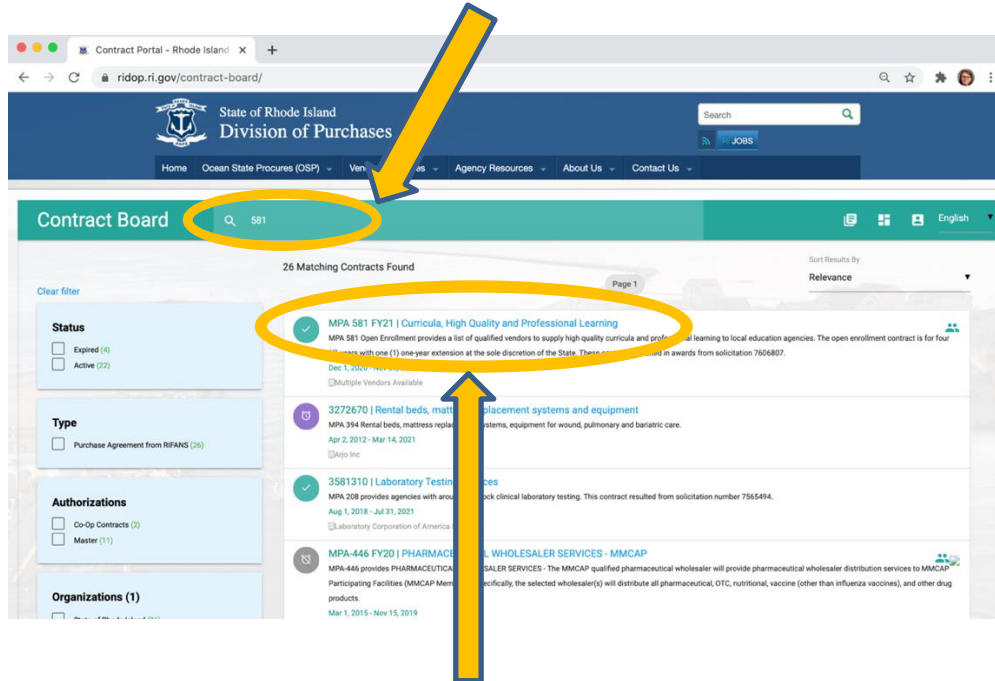 Contract Portal - Rhode Island
ridop.ri.gov/contract-board/
State of Rhode Island
Division of Purchases
Search
JOBS
Home Ocean State Procures (OSP) Agency Resources About Us Contact Us
Contract Board 581 English
26 Matching Contracts Found
Page 1
Sort Results By
Relevance
Clear filter
Status
Expired (4)
Active (22)
Type
Purchase Agreement from RIFANS (26)
Authorizations
Co-Op Contracts (2)
Master (11)
Organizations (1)
MPA 581 FY21 | Curricula, High Quality and Professional Learning
MPA 581 Open Enrollment provides a list of qualified vendors to supply high quality curricula and professional learning to local education agencies. The open enrollment contract is for four
years with one (1) one-year extension at the sole discretion of the State. These in awards from solicitation 7606807.
Dec 1, 2020 -
Multiple Vendors Available
3272670 | Rental beds, placement systems and equipment
MPA 394 Rental beds, mattress systems, equipment for wound, pulmonary and bariatric care.
Apr 2, 2012 - Mar 14, 2021
Arjo Inc
3581310 | Laboratory
MPA 208 provides agencies with clinical laboratory testing. This contract resulted from solicitation number 7565494.
Aug 1, 2018 - Jul 31, 2021
Laboratory Corporation of America
MPA-446 FY20 | WHOLESALER SERVICES - MMCAP
MPA-446 provides SERVICES - The MMCAP qualified pharmaceutical wholesaler will provide pharmaceutical wholesaler distribution services to MMCAP
Participating Facilities (MMCAP the selected wholesaler(s) will distribute all pharmaceutical, OTC, nutritional, vaccine (other than influenza vaccines), and other drug
products.
Mar 1, 2015 - Nov 15, 2019